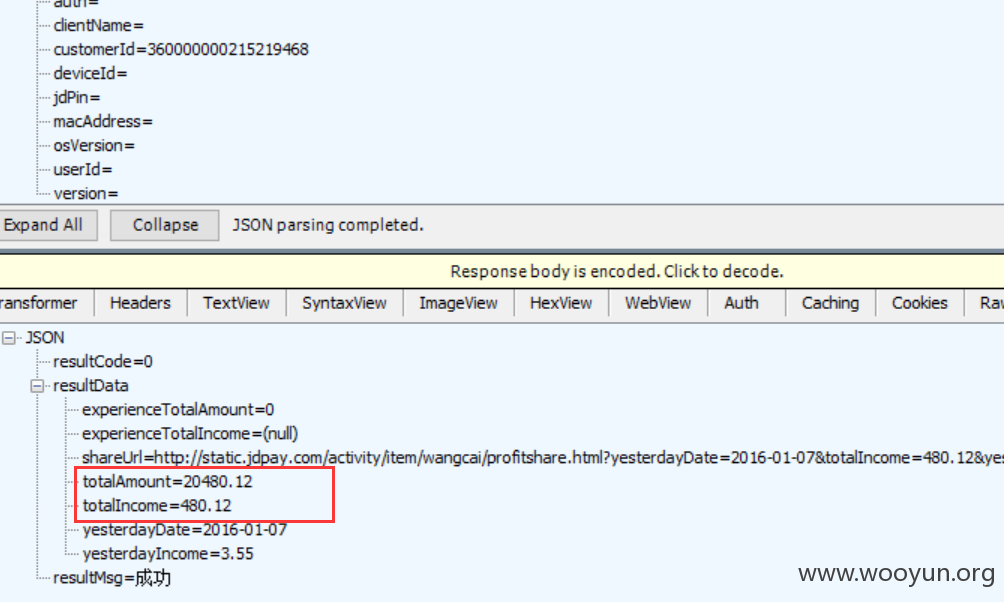 auth=
clientName=
customerId=360000000215219468
deviceId=
jdPin=
macAddress=
osVersion=
userId=
version=
Expand All Collapse JSON parsing completed.
Response body is encoded. Click to decode.
ransformer Headers TextView SyntaxView ImageView HexView WebView Auth Caching Cookies Raw
JSON
resultCode=0
resultData
experienceTotalAmount=0
experienceTotalIncome=(null)
shareUrl=http://static.jdpay.com/activity/item/wangcai/profitshare.html?yesterdayDate=2016-01-07&totalIncome=480.12&yes
totalAmount=20480.12
totalIncome=480.12
yesterdayDate=2016-01-07
yesterdayIncome=3.55
resultMsg=成功
www.wooyun.org